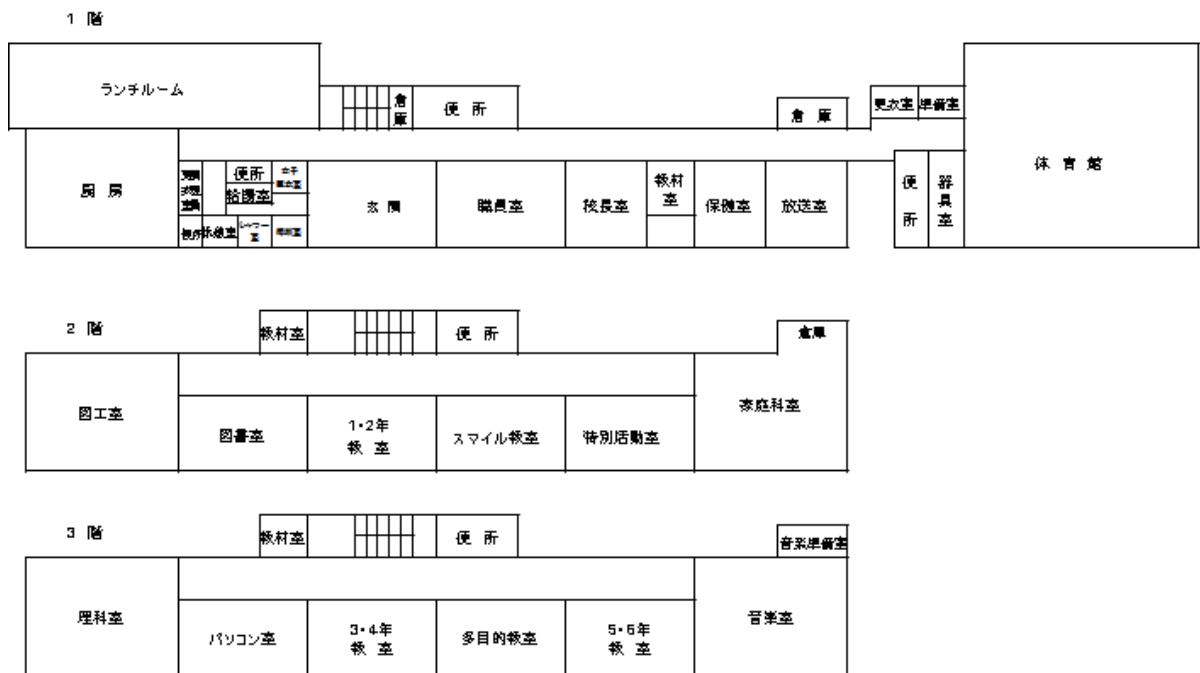 1 階
ランチルーム
倉
庫
便 所
倉 庫
更衣室
準備室
体 育 館
厨 房
便所
給湯室
便所
休憩室
玄 関
職員室
校長室
教材
室
保健室
放送室
便
所
器
具
室
2 階
教材室
便 所
倉庫
図工室
図書室
1・2年
教 室
スマイル教室
特別活動室
家庭科室
3 階
教材室
便 所
音楽準備室
理科室
パソコン室
3・4年
教 室
多目的教室
5・6年
教 室
音楽室